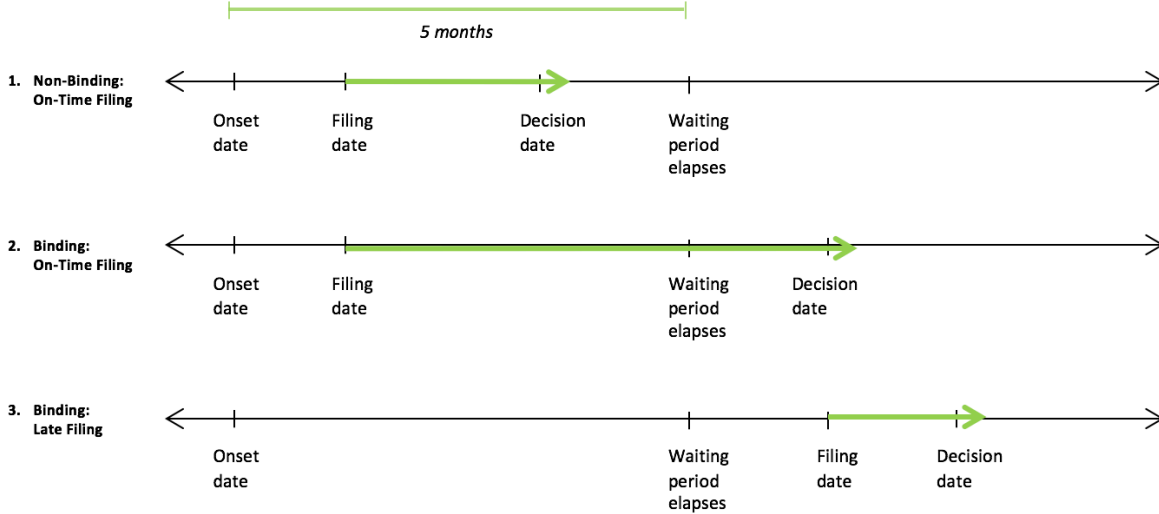 5 months
1. Non-Binding:
On-Time Filing
Onset
date
Filing
date
Decision
date
Waiting
period
elapses
2. Binding:
On-Time Filing
Onset
date
Filing
date
Waiting
period
elapses
Decision
date
3. Binding:
Late Filing
Onset
date
Waiting
period
elapses
Filing
date
Decision
date